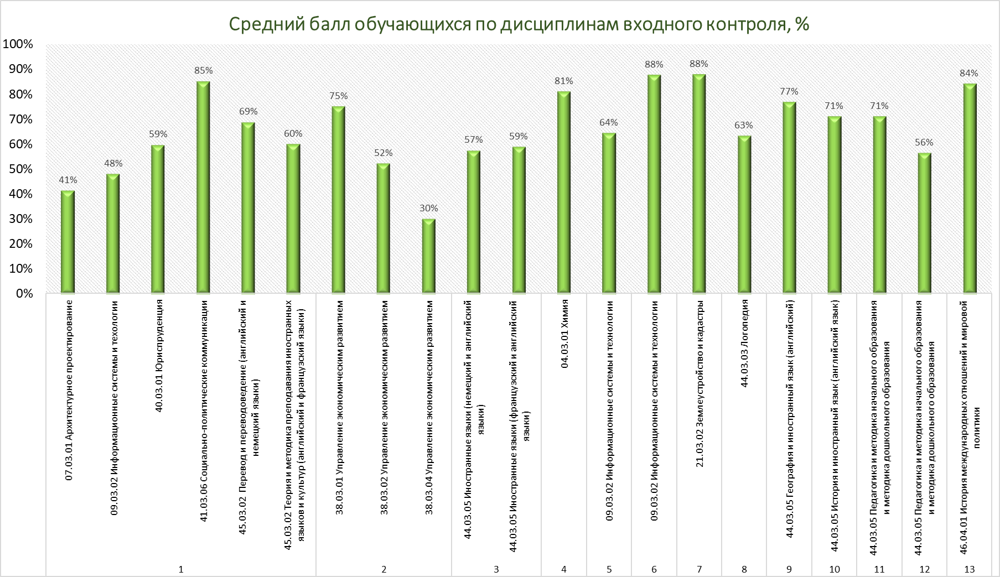 Средний балл обучающихся по дисциплинам входного контроля, %
100%
90%
80%
70%
60%
50%
40%
30%
20%
10%
0%
41%
48%
59%
85%
69%
60%
75%
52%
30%
57%
59%
81%
64%
88%
88%
63%
77%
71%
71%
56%
84%
07.03.01 Архитектурное проектирование
09.03.02 Информационные системы и техологии
40.03.01 Юриспруденция
41.03.06 Социально-политические коммуникации
45.03.02 Перевод и переводоведение (английский и
немецкий языки)
45.03.02 Теория и методика преподавания иностранных
языков и культур (английский и французский языки)
38.03.01 Управление экономическим развитием
38.03.02 Управление экономическим развитием
38.03.04 Управление экономическим развитием
44.03.05 Иностранные языки (немецкий и английский
языки)
44.03.05 Иностранные языки (французский и английский
языки)
04.03.01 Химия
09.03.02 Информационные системы и технологии
09.03.02 Информационные системы и технологии
21.03.02 Землеустройство и кадастры
44.03.03 Логопедия
44.03.05 География и иностранный язык (английский)
44.03.05 История и иностранный язык (английский язык)
44.03.05 Педагогика и методика начального образования
и методика дошкольного образования
44.03.05 Педагогика и методика начального образования
и методика дошкольного образования
46.04.01 История международных отношений и мировой
политики
1
2
3
4
5
6
7
8
9
10
11
12
13